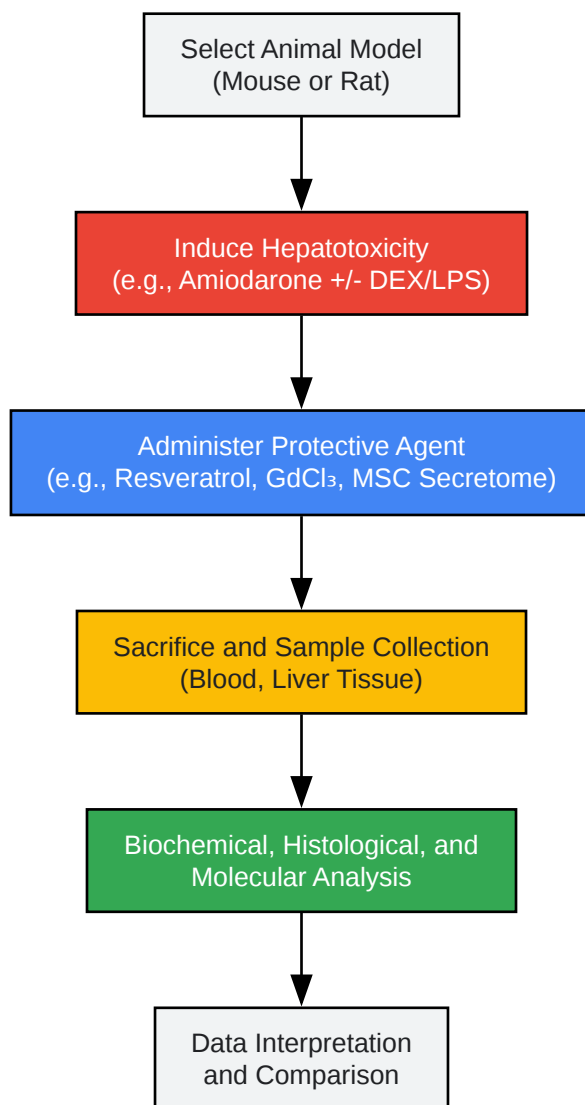 Select Animal Model
(Mouse or Rat)
Induce Hepatotoxicity
(e.g., Amiodarone +/- DEX/LPS)
Administer Protective Agent
(e.g., Resveratrol, GdCl₃, MSC Secretome)
Sacrifice and Sample Collection
(Blood, Liver Tissue)
Biochemical, Histological, and
Molecular Analysis
Data Interpretation
and Comparison